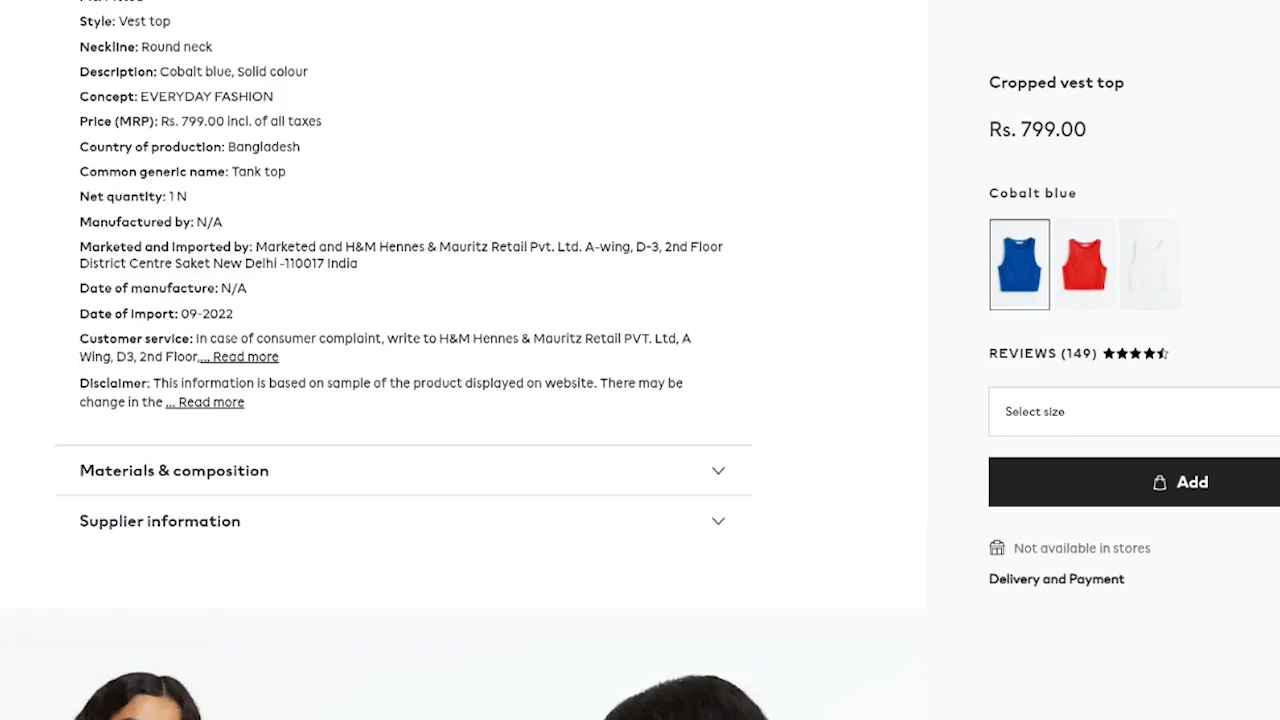 Style: Vest top
Neckline: Round neck
Description: Cobalt blue, Solid colour
Concept: EVERYDAY FASHION
Price (MRP): Rs. 799.00 incl. of all taxes
Country of production: Bangladesh
Common generic name: Tank top
Net quantity: 1 N
Manufactured by: N/A
Marketed and Imported by: Marketed and H&M Hennes & Mauritz Retail Pvt. Ltd. A-wing, D-3, 2nd Floor
District Centre Saket New Delhi -110017 India
Date of manufacture: N/A
Date of Import: 09-2022
Customer service: In case of consumer complaint, write to H&M Hennes & Mauritz Retail PVT. Ltd, A
Wing, D3, 2nd Floor,... Read more
Disclaimer: This information is based on sample of the product displayed on website. There may be
change in the ... Read more
Materials & composition
Supplier information
Cropped vest top
Rs. 799.00
Cobalt blue
REVIEWS (149)
Select size
Add
Not available in stores
Delivery and Payment